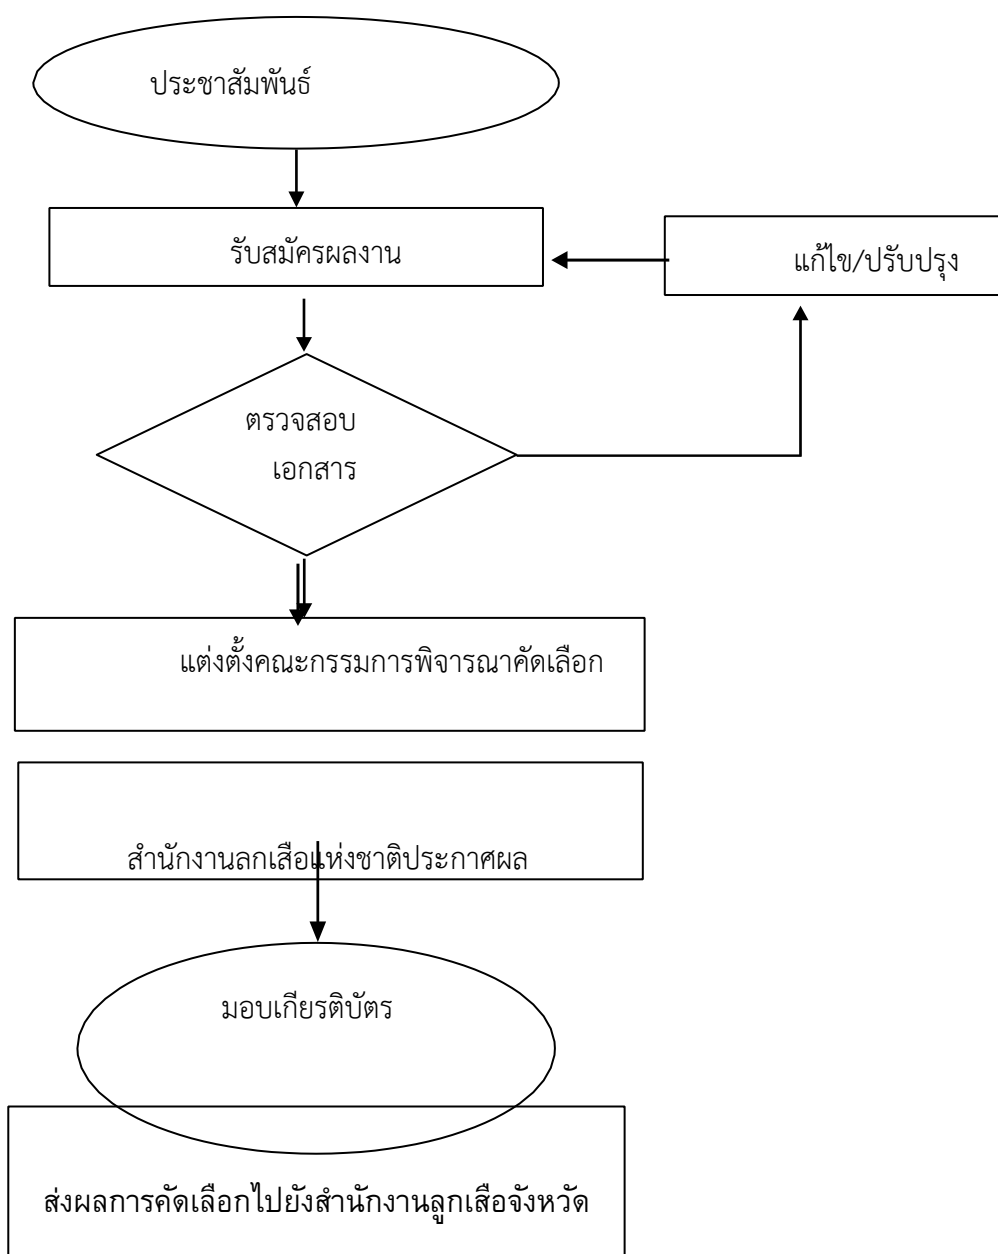 ประชาสัมพันธ์
รับสมัครผลงาน
แก้ไข/ปรับปรุง
ตรวจสอบ
เอกสาร
แต่งตั้งคณะกรรมการพิจารณาคัดเลือก
สำนักงานลกเสือแห่งชาติประกาศผล
มอบเกียรติบัตร
ส่งผลการคัดเลือกไปยังสำนักงานลูกเสือจังหวัด